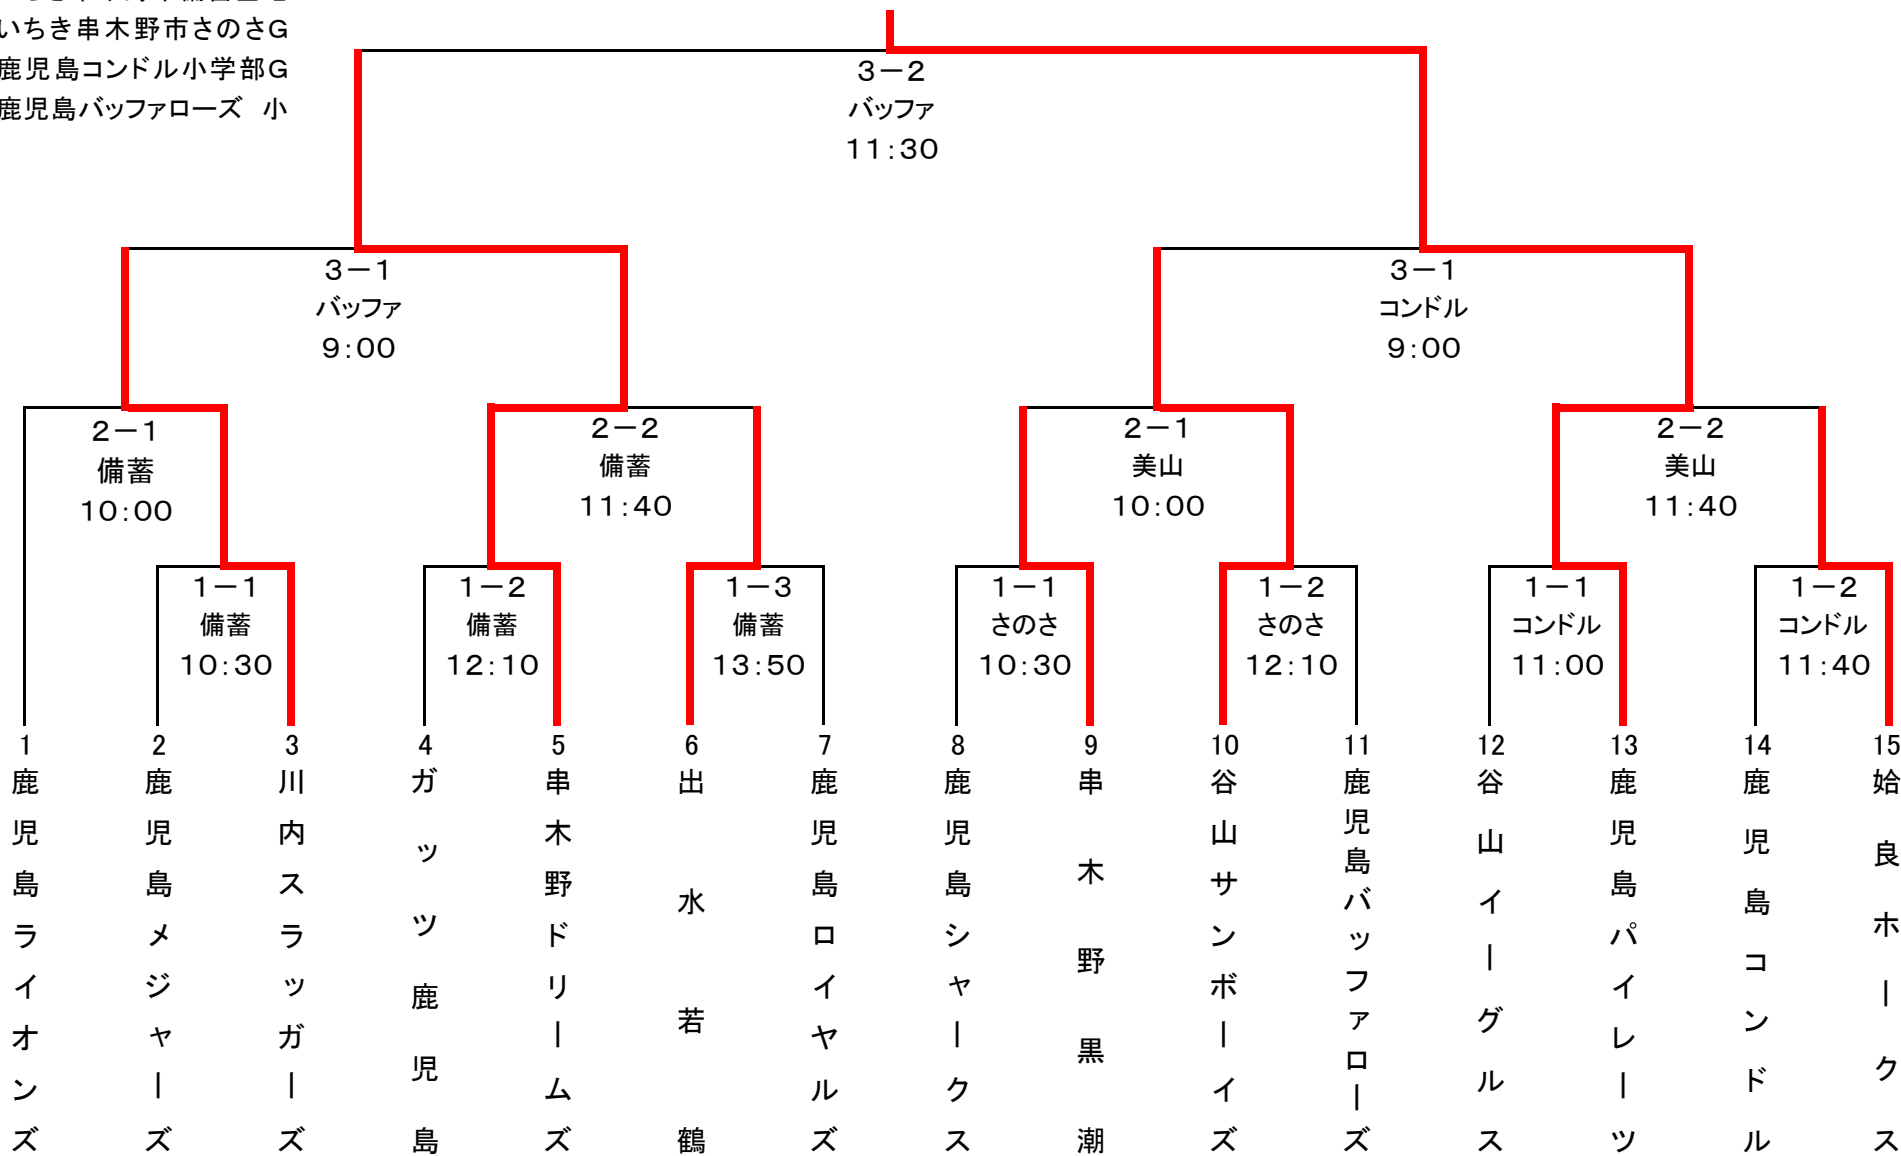 いちき串木野市さのさG
鹿児島コンドル小学部G
鹿児島バッファローズ 小
3－2
バッファ
11:30
3－1
バッファ
9:00
3－1
コンドル
9:00
2－1
備蓄
10:00
2－2
備蓄
11:40
2－1
美山
10:00
2－2
美山
11:40
1－1
備蓄
10:30
1－2
備蓄
12:10
1－3
備蓄
13:50
1－1
さのさ
10:30
1－2
さのさ
12:10
1－1
コンドル
11:00
1－2
コンドル
11:40
1
鹿児島ライオンズ
2
鹿児島メジャーズ
3
川内スラッガーズ
4
ガッツ鹿児島
5
串木野ドリームズ
6
出水若鶴
7
鹿児島ロイヤルズ
8
鹿児島シャークス
9
串木野黒潮
10
谷山サンボーイズ
11
鹿児島バッファローズ
12
谷山イーグルス
13
鹿児島パイレーツ
14
鹿児島コンドル
15
姶良ホークス